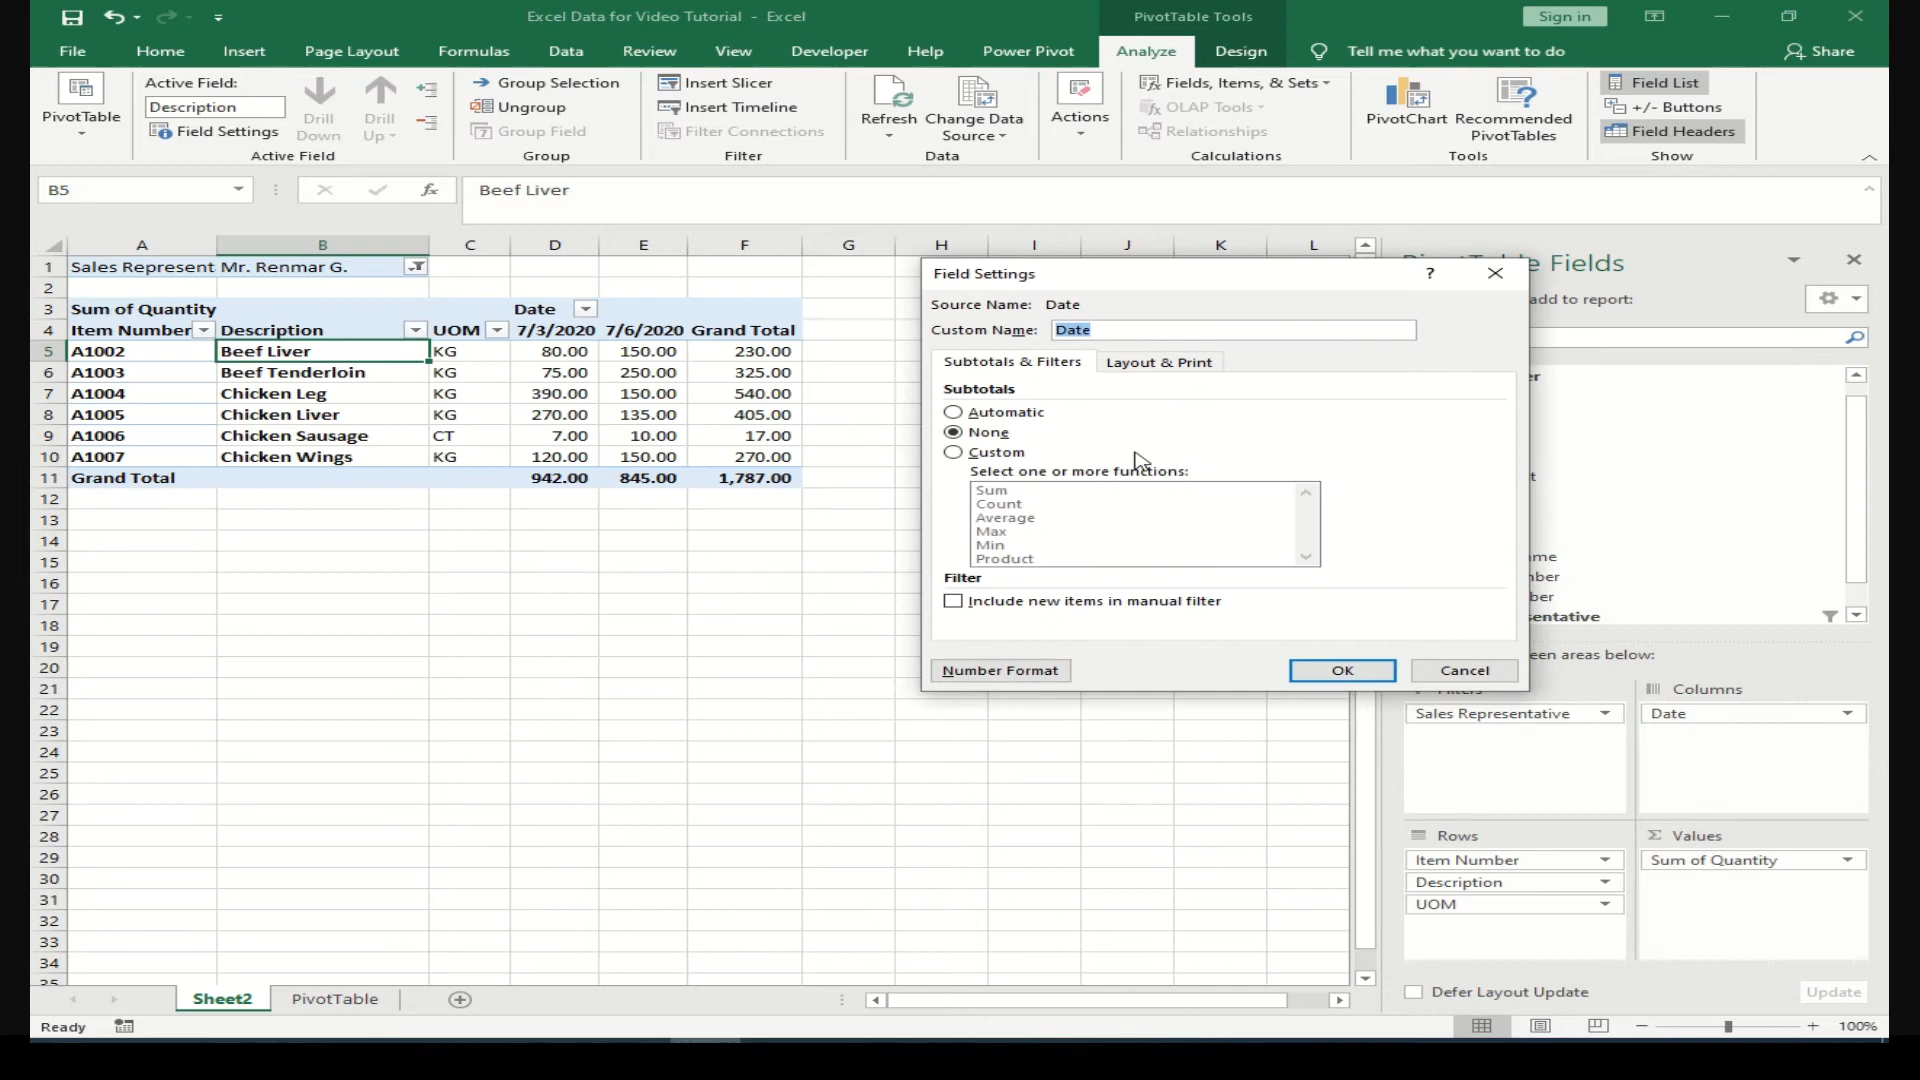 Excel Data for Video Tutorial - Excel
PivotTable Tools
Sign in
File Home Insert Page Layout Formulas Data Review View Developer Help Power Pivot Analyze Design Tell me what you want to do Share
PivotTable
Active Field:
Description
Field Settings
Drill Down
Drill Up
Active Field
Group Selection
Ungroup
Group Field
Group
Insert Slicer
Insert Timeline
Filter Connections
Filter
Refresh
Change Data Source
Data
Actions
Fields, Items, & Sets
OLAP Tools
Relationships
Calculations
PivotChart
Recommended PivotTables
Tools
Field List
+/- Buttons
Field Headers
Show
B5
fx
Beef Liver
A B C D E F G H I J K L
1 Sales Represent Mr. Renmar G.
2
3 Sum of Quantity Date
4 Item Number Description UOM 7/3/2020 7/6/2020 Grand Total
5 A1002 Beef Liver KG 80.00 150.00 230.00
6 A1003 Beef Tenderloin KG 75.00 250.00 325.00
7 A1004 Chicken Leg KG 390.00 150.00 540.00
8 A1005 Chicken Liver KG 270.00 135.00 405.00
9 A1006 Chicken Sausage CT 7.00 10.00 17.00
10 A1007 Chicken Wings KG 120.00 150.00 270.00
11 Grand Total 942.00 845.00 1,787.00
12
13
14
15
16
17
18
19
20
21
22
23
24
25
26
27
28
29
30
31
32
33
34
35
Field Settings
?
Source Name: Date
Custom Name: Date
Subtotals & Filters Layout & Print
Subtotals
Automatic
None
Custom
Select one or more functions:
Sum
Count
Average
Max
Min
Product
Filter
Include new items in manual filter
Number Format OK Cancel
Fields
add to report:
er
t
me
ber
ber
sentative
een areas below:
Filters
Sales Representative
Columns
Date
Rows
Item Number
Description
UOM
Σ Values
Sum of Quantity
Defer Layout Update Update
Sheet2 PivotTable
Ready
100%